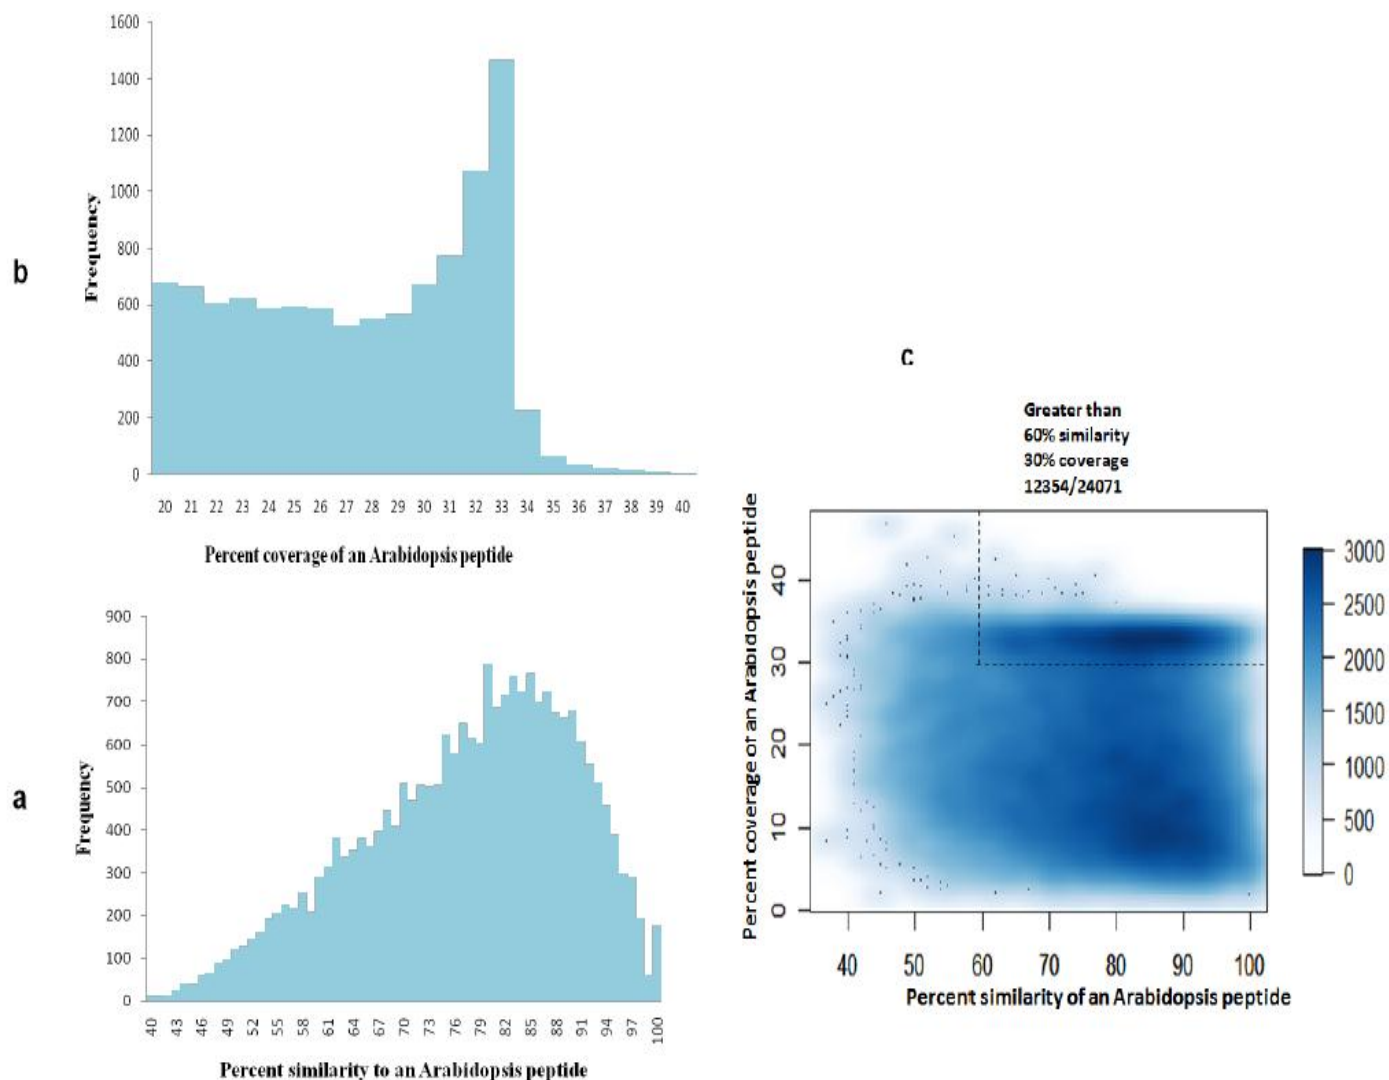 b
Frequency
1600
1400
1200
1000
800
600
400
200
0
20 21 22 23 24 25 26 27 28 29 30 31 32 33 34 35 36 37 38 39 40
Percent coverage of an Arabidopsis peptide
a
Frequency
900
800
700
600
500
400
300
200
100
0
40 43 46 49 52 55 58 61 64 67 70 73 76 79 82 85 88 91 94 97 100
Percent similarity to an Arabidopsis peptide
c
Greater than
60% similarity
30% coverage
12354/24071
Percent coverage of an Arabidopsis peptide
40
30
20
10
0
40 50 60 70 80 90 100
Percent similarity of an Arabidopsis peptide
3000
2500
2000
1500
1000
500
0